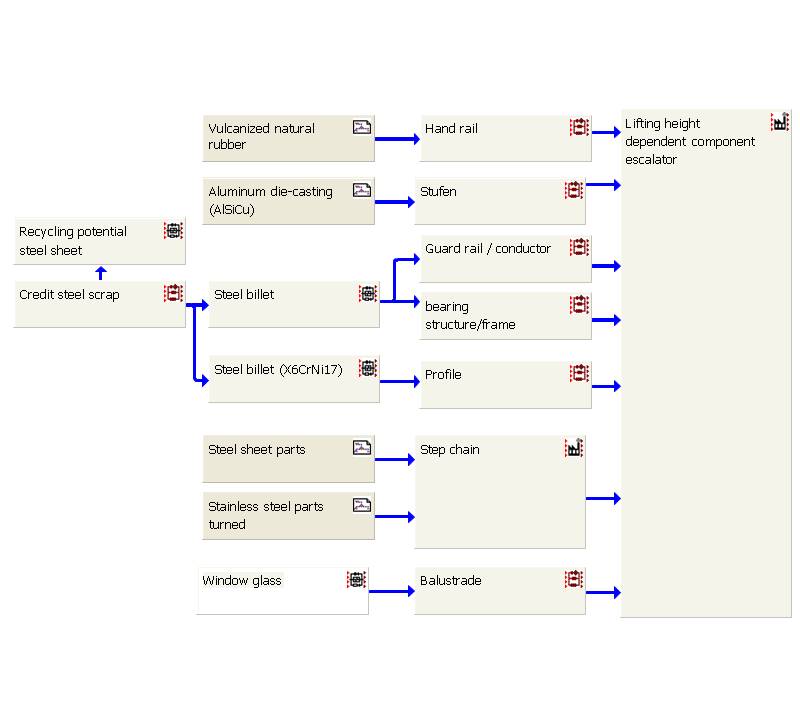 Vulcanized natural
rubber
Hand rail
Lifting height
dependent component
escalator
Aluminum die-casting
(AlSiCu)
Stufen
Recycling potential
steel sheet
Guard rail / conductor
Credit steel scrap
Steel billet
bearing
structure/frame
Steel billet (X6CrNi17)
Profile
Steel sheet parts
Step chain
Stainless steel parts
turned
Window glass
Balustrade